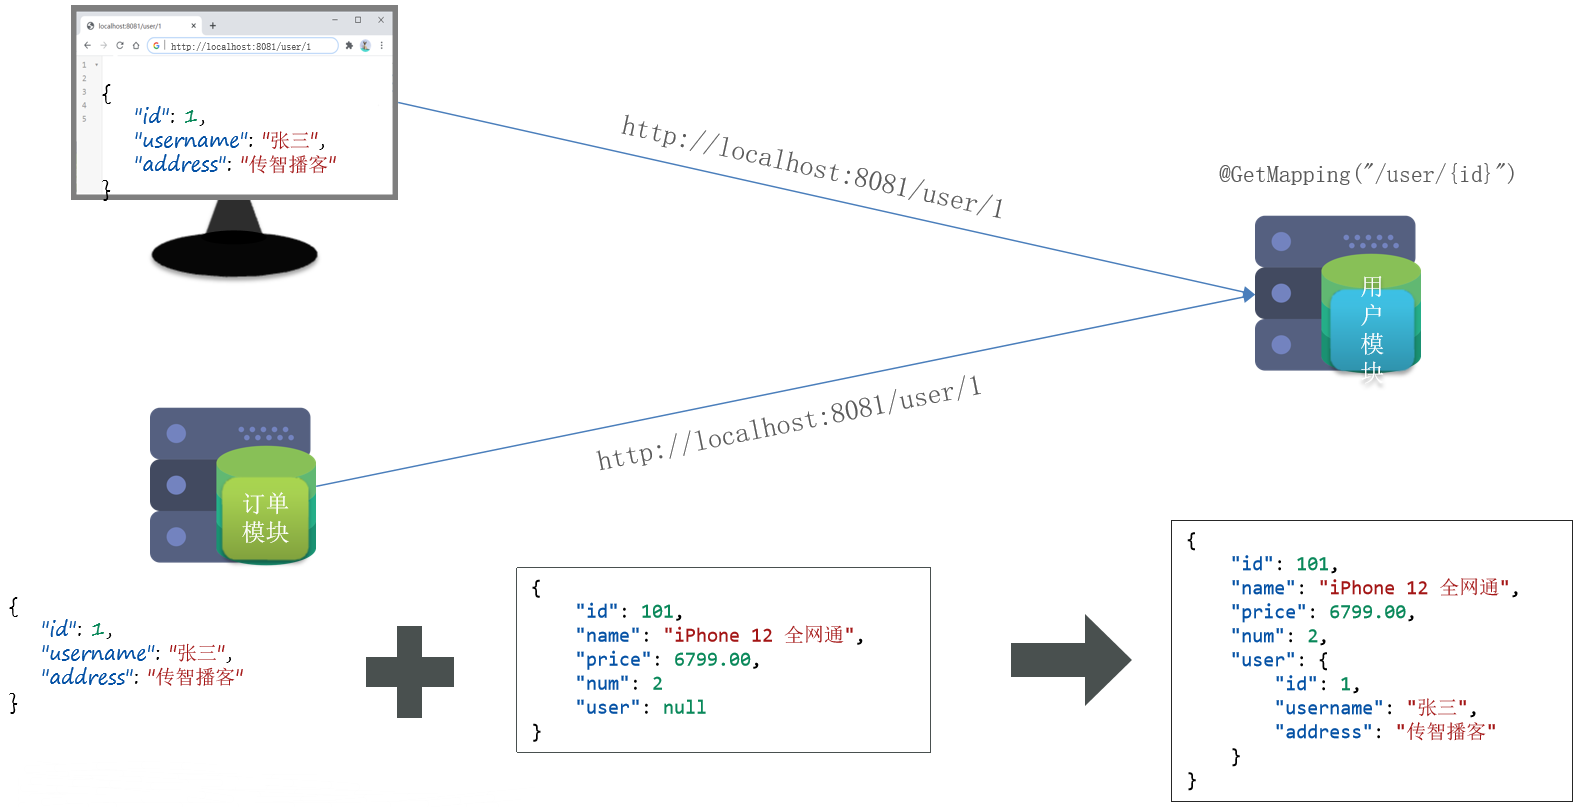 localhost:8081/user/1
http://localhost:8081/user/1
1
2
3
4
5
{
"id": 1,
"username": "张三",
"address": "传智播客"
}
http://localhost:8081/user/1
@GetMapping("/user/{id}")
用
户
模
块
http://localhost:8081/user/1
订单
模块
{
"id": 1,
"username": "张三",
"address": "传智播客"
}
{
"id": 101,
"name": "iPhone 12 全网通",
"price": 6799.00,
"num": 2
"user": null
}
{
"id": 101,
"name": "iPhone 12 全网通",
"price": 6799.00,
"num": 2,
"user": {
"id": 1,
"username": "张三",
"address": "传智播客"
}
}